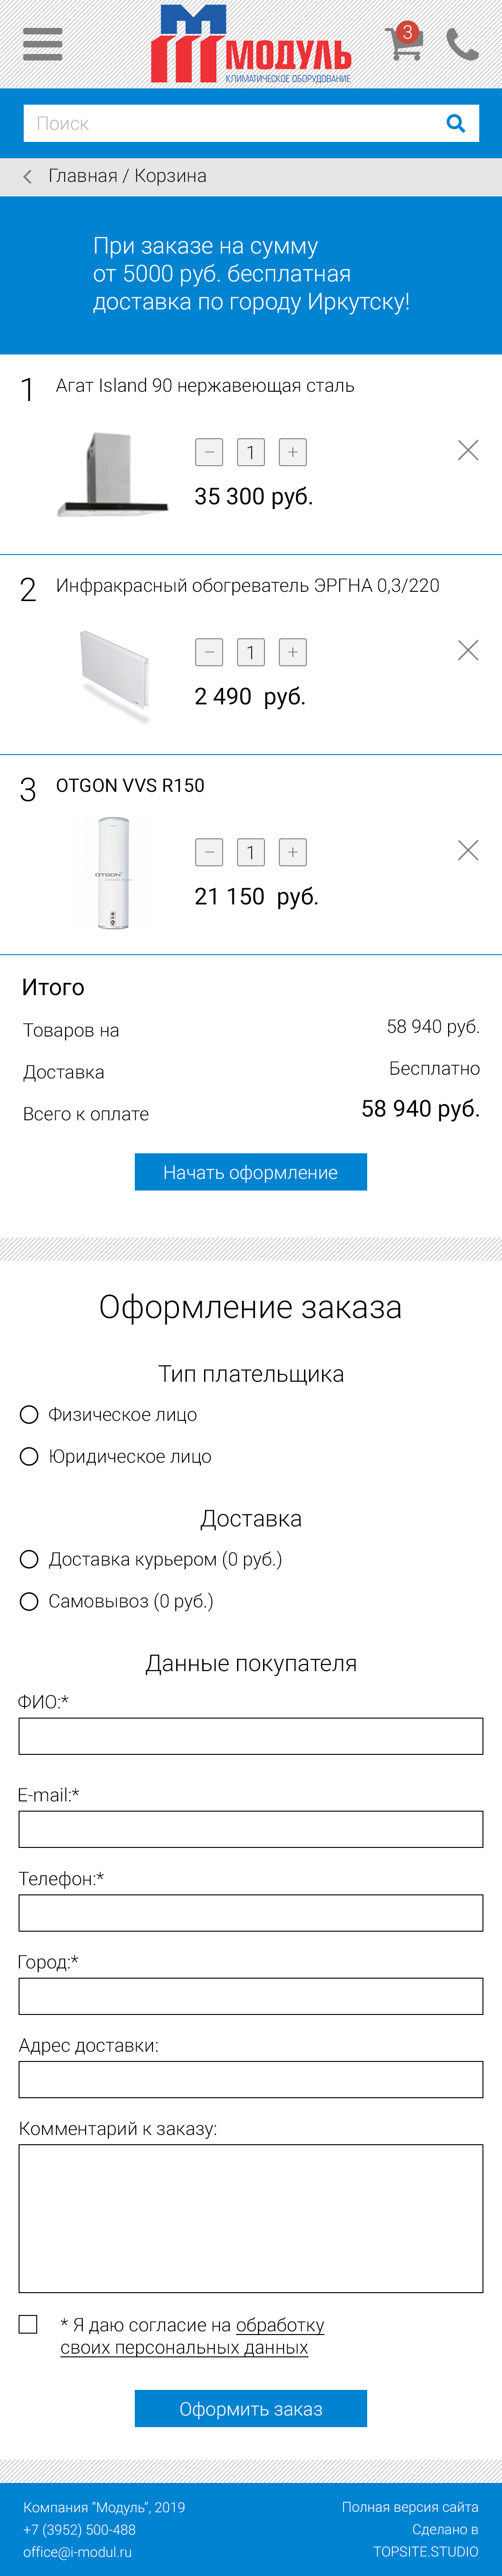 МОДУЛЬ
КЛИМАТИЧЕСКОЕ ОБОРУДОВАНИЕ
3
Поиск
Главная / Корзина
При заказе на сумму
от 5000 руб. бесплатная
доставка по городу Иркутску!
1 Агат Island 90 нержавеющая сталь
− 1 +
35 300 руб.
2 Инфракрасный обогреватель ЭРГНА 0,3/220
− 1 +
2 490 руб.
3 OTGON VVS R150
OTGON
− 1 +
21 150 руб.
Итого
Товаров на 58 940 руб.
Доставка Бесплатно
Всего к оплате 58 940 руб.
Начать оформление
Оформление заказа
Тип плательщика
Физическое лицо
Юридическое лицо
Доставка
Доставка курьером (0 руб.)
Самовывоз (0 руб.)
Данные покупателя
ФИО:*
E-mail:*
Телефон:*
Город:*
Адрес доставки:
Комментарий к заказу:
* Я даю согласие на обработку
своих персональных данных
Оформить заказ
Компания “Модуль”, 2019 Полная версия сайта
+7 (3952) 500-488 Сделано в
office@i-modul.ru TOPSITE.STUDIO